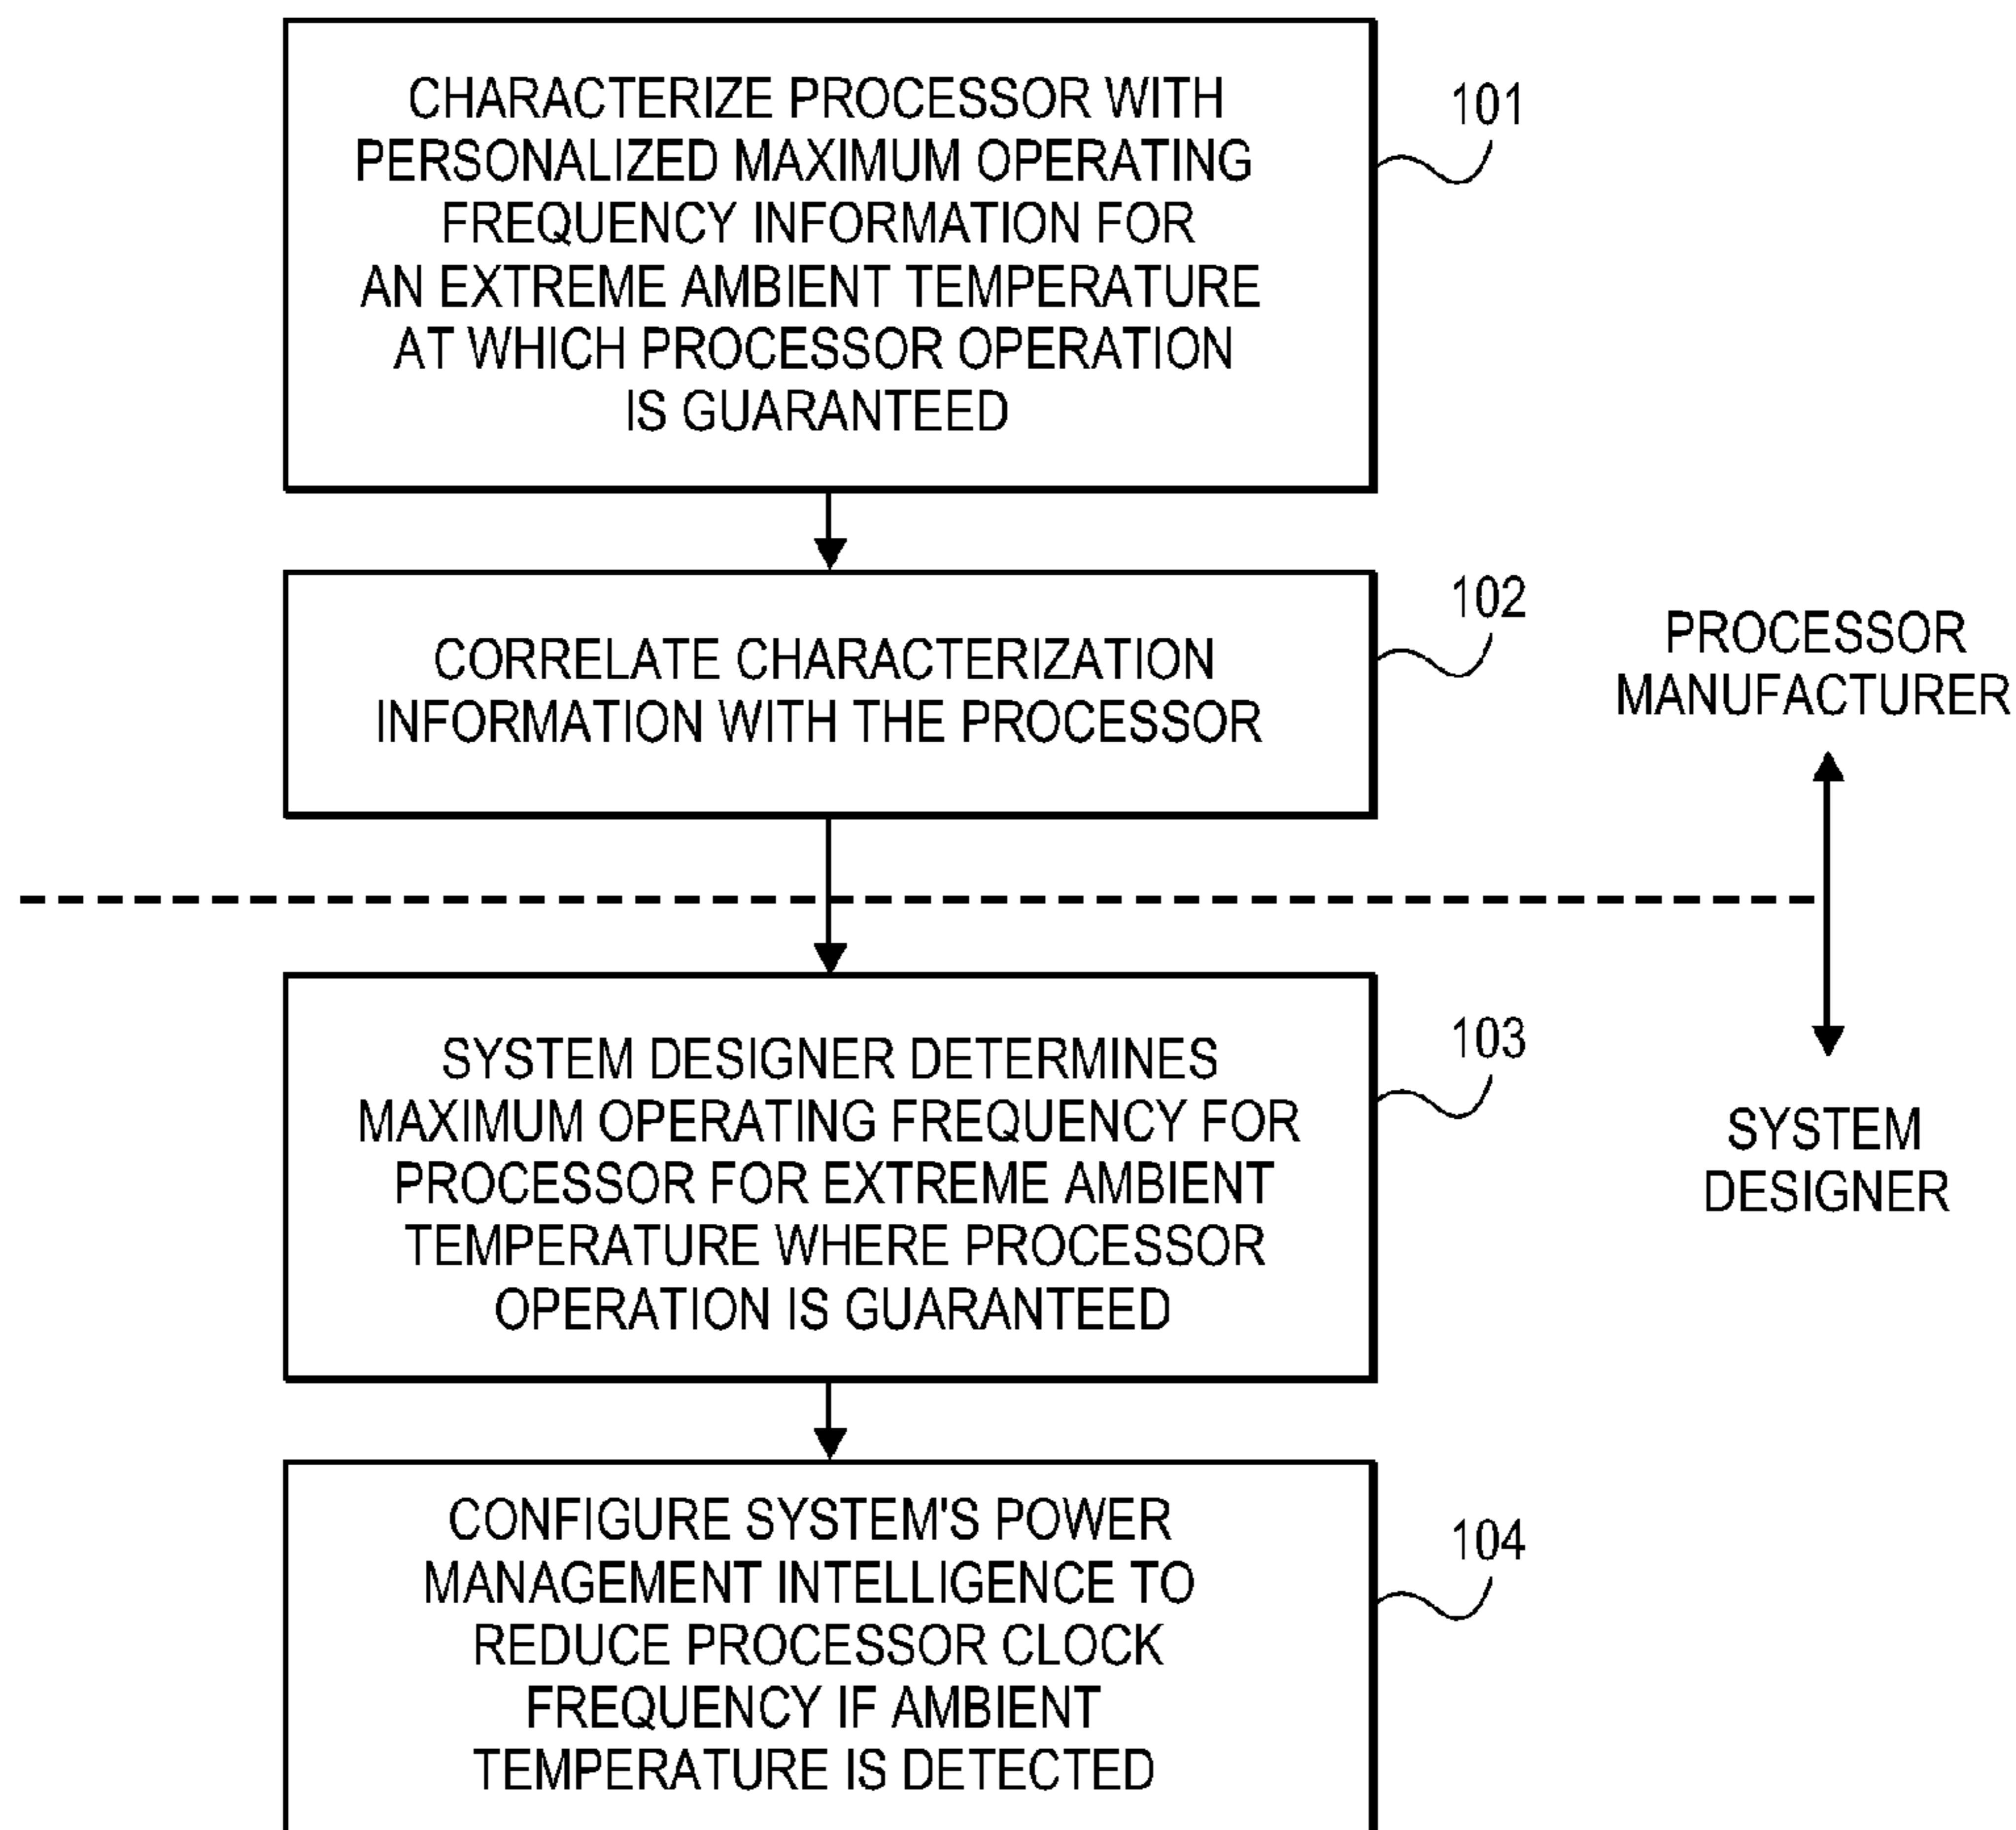 CHARACTERIZE PROCESSOR WITH
PERSONALIZED MAXIMUM OPERATING
FREQUENCY INFORMATION FOR
AN EXTREME AMBIENT TEMPERATURE
AT WHICH PROCESSOR OPERATION
IS GUARANTEED
101
CORRELATE CHARACTERIZATION
INFORMATION WITH THE PROCESSOR
102
PROCESSOR
MANUFACTURER
SYSTEM DESIGNER DETERMINES
MAXIMUM OPERATING FREQUENCY FOR
PROCESSOR FOR EXTREME AMBIENT
TEMPERATURE WHERE PROCESSOR
OPERATION IS GUARANTEED
103
SYSTEM
DESIGNER
CONFIGURE SYSTEM'S POWER
MANAGEMENT INTELLIGENCE TO
REDUCE PROCESSOR CLOCK
FREQUENCY IF AMBIENT
TEMPERATURE IS DETECTED
104